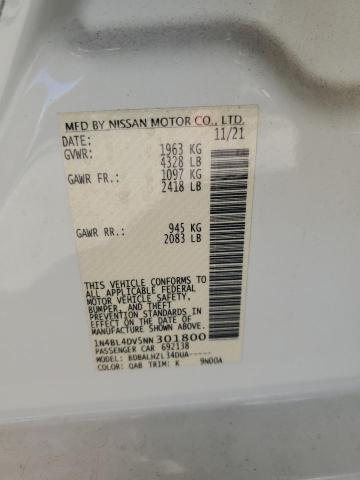 MFD BY NISSAN MOTOR CO., LTD.
DATE: 11/21
GVWR: 1963 KG
4328 LB
GAWR FR.: 1097 KG
2418 LB
GAWR RR.: 945 KG
2083 LB
THIS VEHICLE CONFORMS TO
ALL APPLICABLE FEDERAL
MOTOR VEHICLE SAFETY,
BUMPER, AND THEFT
PREVENTION STANDARDS IN
EFFECT ON THE DATE OF
MANUFACTURE SHOWN ABOVE.
1N4BL4DV5NN301800
PASSENGER CAR 692138
MODEL: BDBALHZL34DUA-----
COLOR: QAB TRIM: K 9N00A